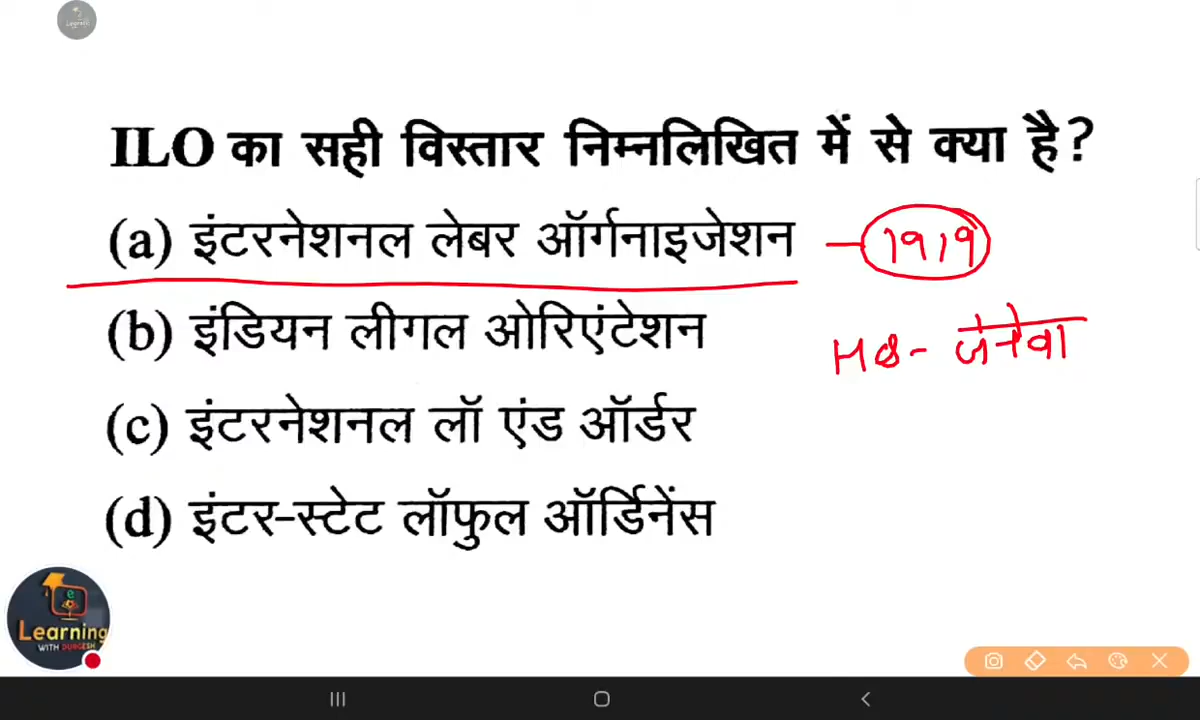 ILO का सही विस्तार निम्नलिखित में से क्या है?
(a) इंटरनेशनल लेबर ऑर्गनाइजेशन - 1919
(b) इंडियन लीगल ओरिएंटेशन
HQ - जेनेवा
(c) इंटरनेशनल लॉ एंड ऑर्डर
(d) इंटर-स्टेट लॉफुल ऑर्डिनेंस
e
Learning
WITH DURGESH